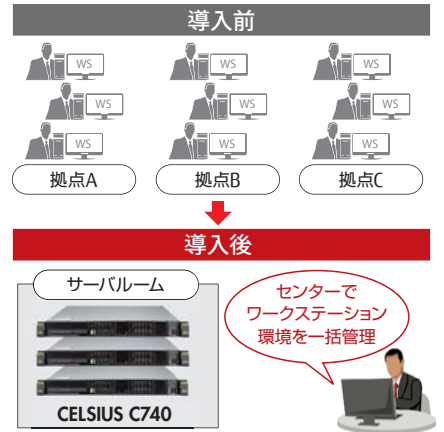 導入前
WS
WS
WS
WS
WS
WS
WS
WS
WS
拠点A
拠点B
拠点C
導入後
サーバルーム
CELSIUS C740
センターで
ワークステーション
環境を一括管理